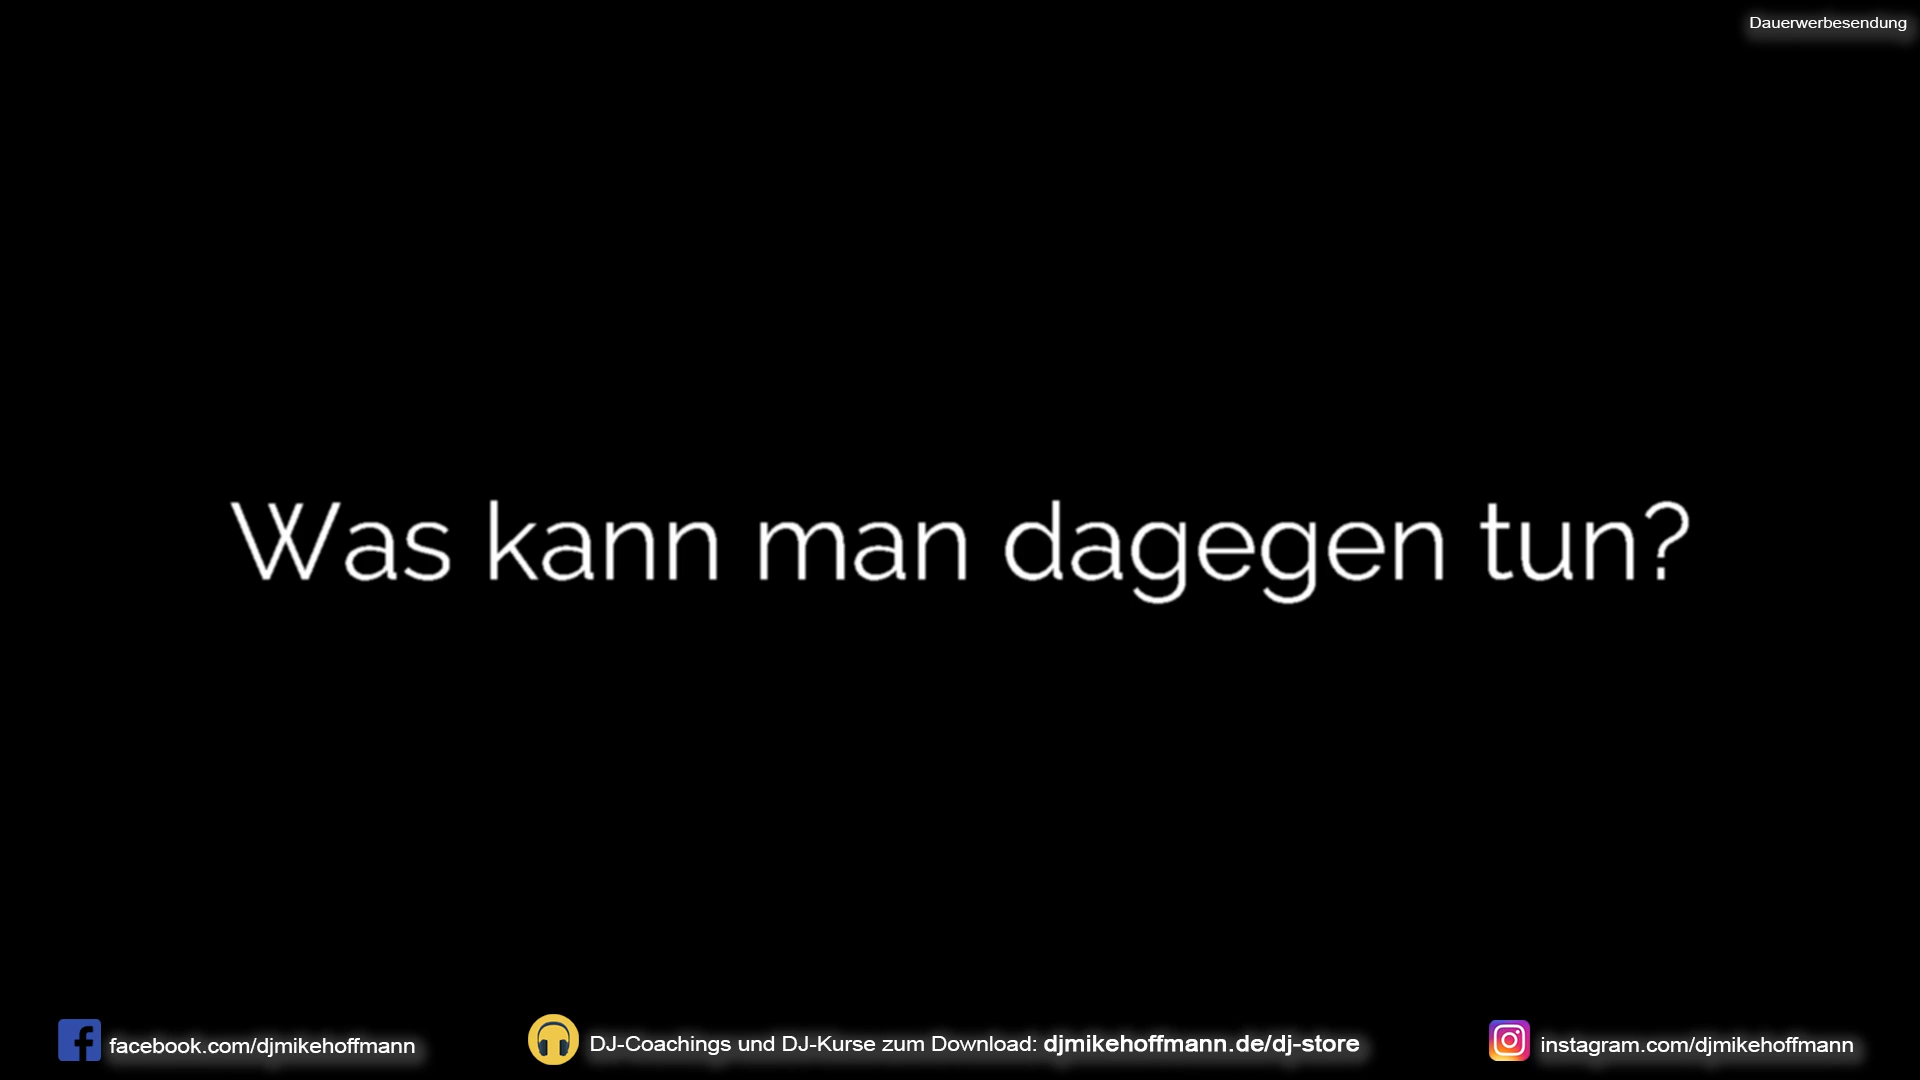 Dauerwerbesendung
Was kann man dagegen tun?
facebook.com/djmikehoffmann
DJ-Coachings und DJ-Kurse zum Download: djmikehoffmann.de/dj-store
instagram.com/djmikehoffmann